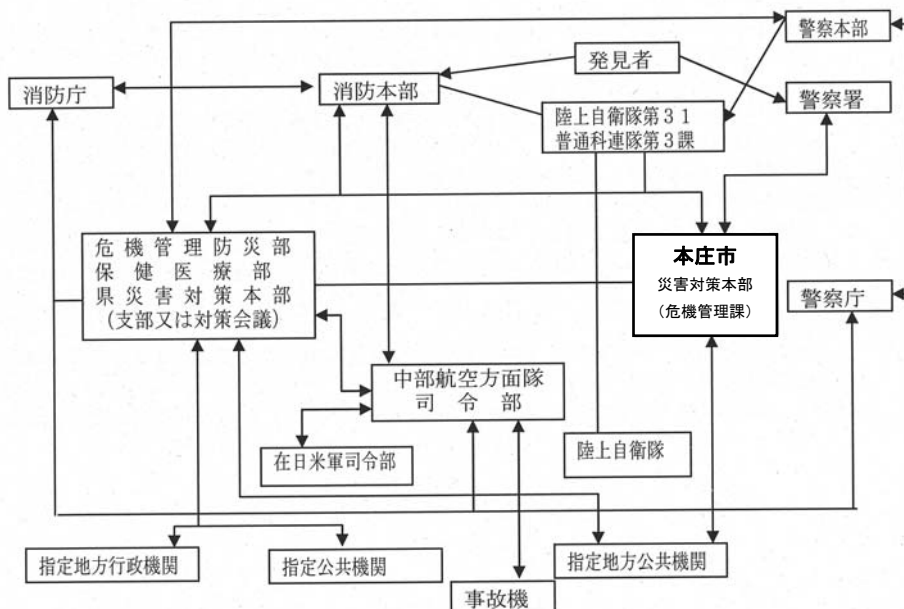 警察本部
発見者
消防庁
消防本部
警察署
陸上自衛隊第31
普通科連隊第3課
危機管理防災部
保健医療部
県災害対策本部
(支部又は対策会議)
本庄市
災害対策本部
(危機管理課)
警察庁
中部航空方面隊
司令部
在日米軍司令部
陸上自衛隊
指定地方行政機関
指定公共機関
指定地方公共機関
事故機